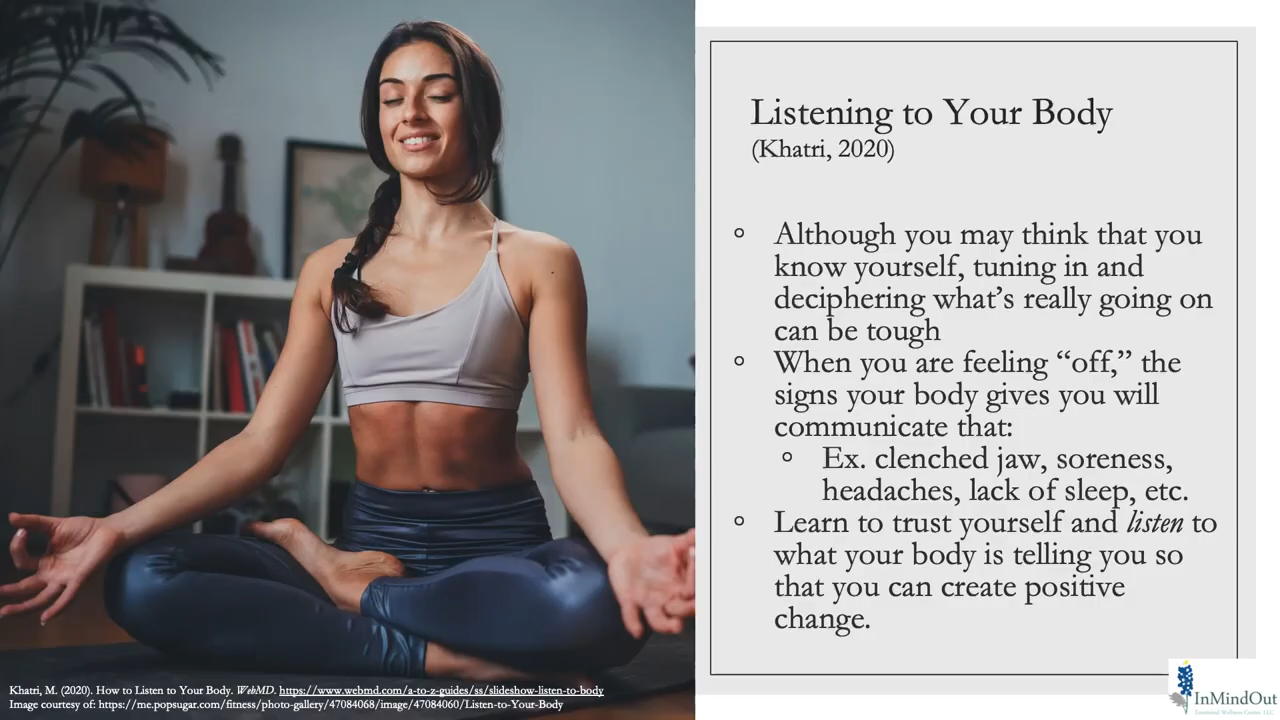 Listening to Your Body
(Khatri, 2020)
° Although you may think that you
know yourself, tuning in and
deciphering what’s really going on
can be tough
° When you are feeling “off,” the
signs your body gives you will
communicate that:
° Ex. clenched jaw, soreness,
headaches, lack of sleep, etc.
° Learn to trust yourself and listen to
what your body is telling you so
that you can create positive
change.
Khatri, M. (2020). How to Listen to Your Body. WebMD. https://www.webmd.com/a-to-z-guides/ss/slideshow-listen-to-body
Image courtesy of: https://me.popsugar.com/fitness/photo-gallery/47084068/image/47084060/Listen-to-Your-Body
InMindOut
Emotional Wellness Center, LLC